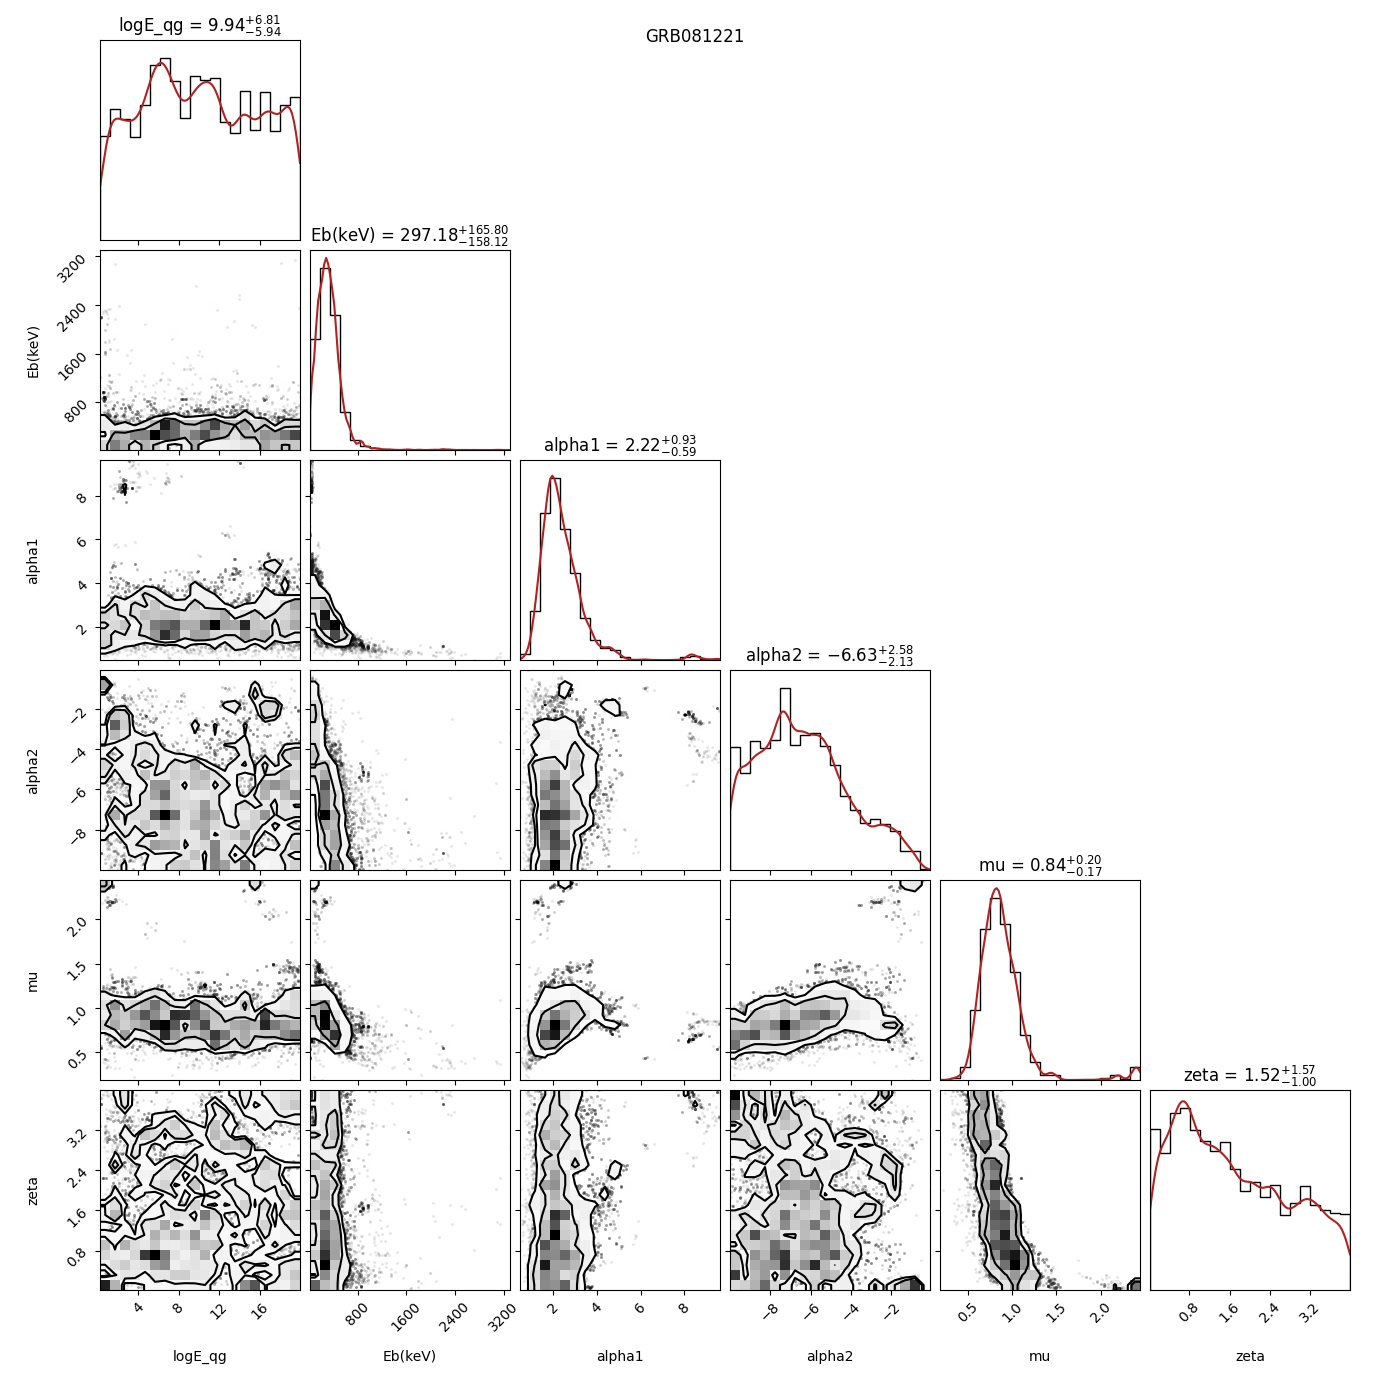 GRB081221
logE_qg = 9.94+6.81−5.94
Eb(keV) = 297.18+165.80−158.12
alpha1 = 2.22+0.93−0.59
alpha2 = −6.63+2.58−2.13
mu = 0.84+0.20−0.17
zeta = 1.52+1.57−1.00
Eb(keV)
3200
2400
1600
800
alpha1
8
6
4
2
alpha2
−2
−4
−6
−8
mu
2.0
1.5
1.0
0.5
zeta
3.2
2.4
1.6
0.8
4 8 12 16
800 1600 2400 3200
2 4 6 8
−8 −6 −4 −2
0.5 1.0 1.5 2.0
0.8 1.6 2.4 3.2
logE_qg Eb(keV) alpha1 alpha2 mu zeta